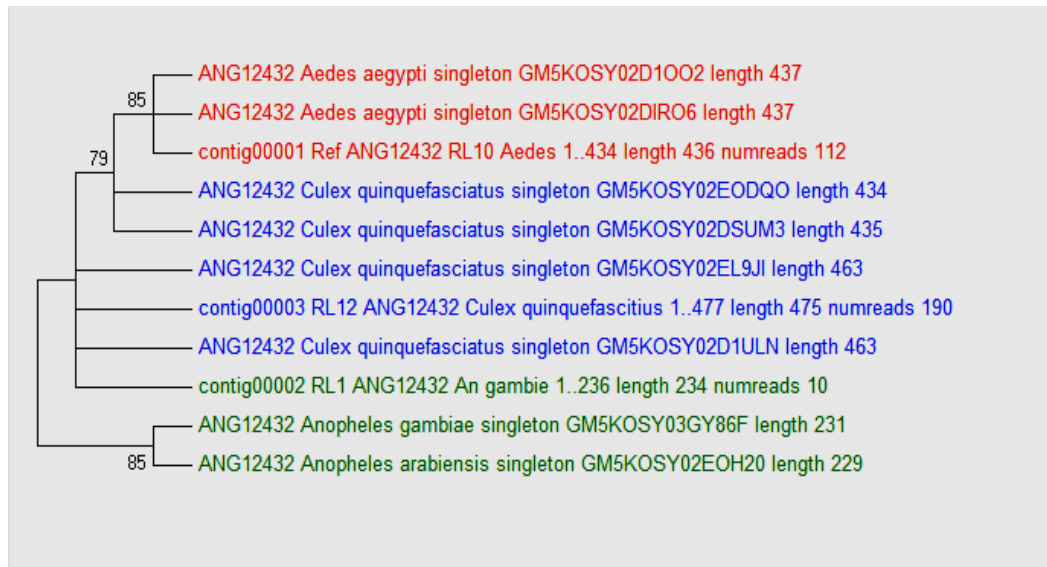 85
ANG12432 Aedes aegypti singleton GM5KOSY02D1OO2 length 437
ANG12432 Aedes aegypti singleton GM5KOSY02DIRO6 length 437
contig00001 Ref ANG12432 RL10 Aedes 1..434 length 436 numreads 112
79
ANG12432 Culex quinquefasciatus singleton GM5KOSY02EODQO length 434
ANG12432 Culex quinquefasciatus singleton GM5KOSY02DSUM3 length 435
ANG12432 Culex quinquefasciatus singleton GM5KOSY02EL9JI length 463
contig00003 RL12 ANG12432 Culex quinquefascitius 1..477 length 475 numreads 190
ANG12432 Culex quinquefasciatus singleton GM5KOSY02D1ULN length 463
contig00002 RL1 ANG12432 An gambie 1..236 length 234 numreads 10
ANG12432 Anopheles gambiae singleton GM5KOSY03GY86F length 231
85
ANG12432 Anopheles arabiensis singleton GM5KOSY02EOH20 length 229